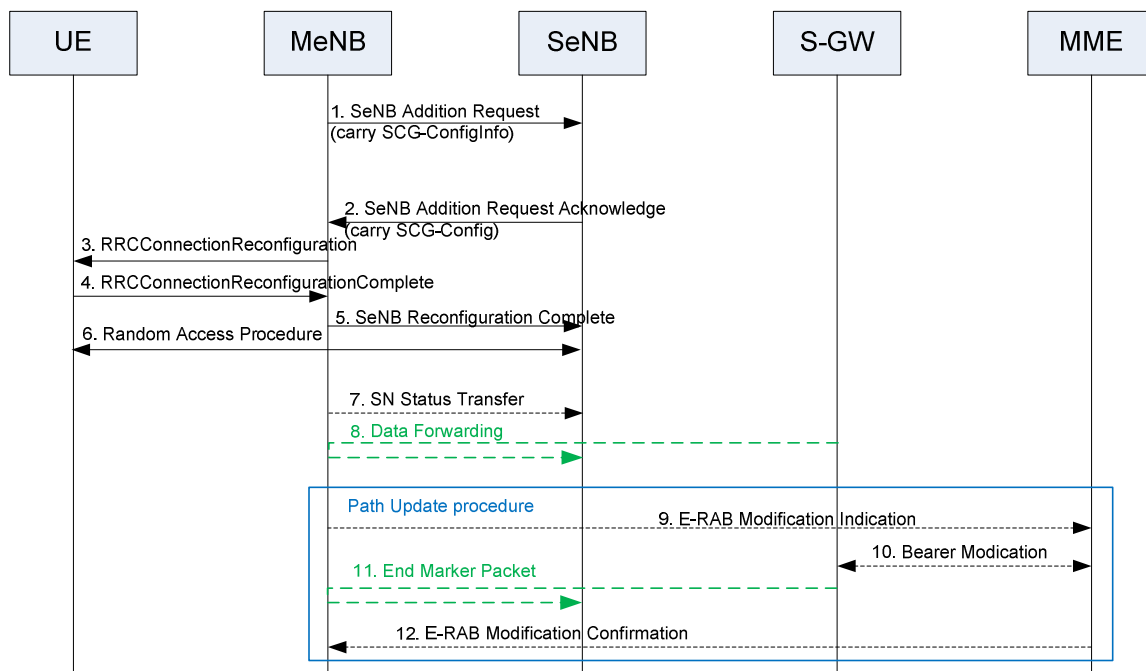 UE
MeNB
SeNB
S-GW
MME
1. SeNB Addition Request
(carry SCG-ConfigInfo)
2. SeNB Addition Request Acknowledge
(carry SCG-Config)
3. RRCConnectionReconfiguration
4. RRCConnectionReconfigurationComplete
5. SeNB Reconfiguration Complete
6. Random Access Procedure
7. SN Status Transfer
8. Data Forwarding
Path Update procedure
9. E-RAB Modification Indication
10. Bearer Modication
11. End Marker Packet
12. E-RAB Modification Confirmation